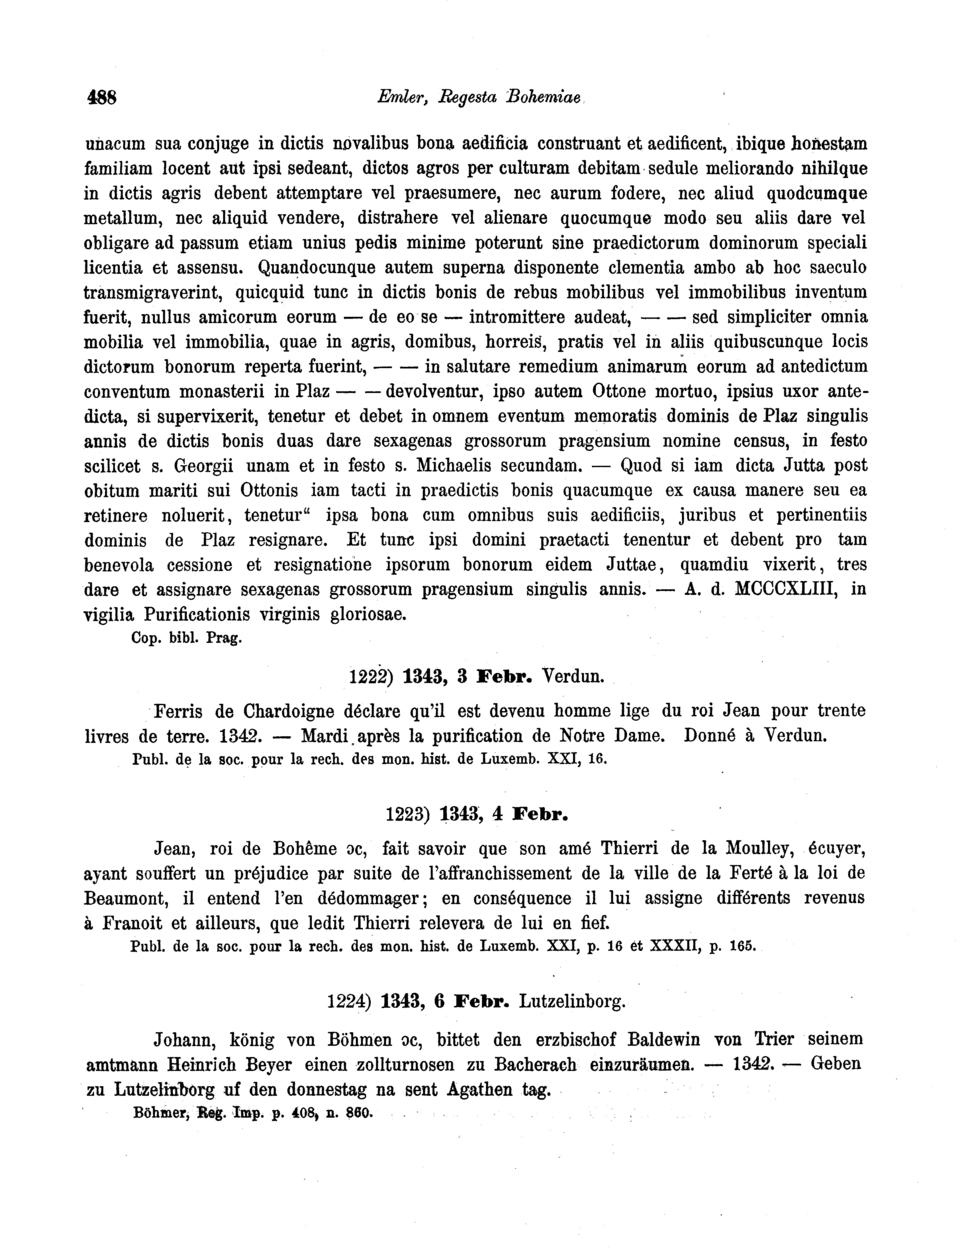 488 Emler, Regesta Bohemiae
unacum sua conjuge in dictis novalibus bona aedificia construant et aedificent, ibique honestam
familiam locent aut ipsi sedeant, dictos agros per culturam debitam sedule meliorando nihilque
in dictis agris debent attemptare vel praesumere, nec aurum fodere, nec aliud quodcumque
metallum, nec aliquid vendere, distrahere vel alienare quocumque modo seu aliis dare vel
obligare ad passum etiam unius pedis minime poterunt sine praedictorum dominorum speciali
licentia et assensu. Quandocunque autem superna disponente clementia ambo ab hoc saeculo
transmigraverint, quicquid tunc in dictis bonis de rebus mobilibus vel immobilibus inventum
fuerit, nullus amicorum eorum — de eo se — intromittere audeat, — — sed simpliciter omnia
mobilia vel immobilia, quae in agris, domibus, horreis, pratis vel in aliis quibuscunque locis
dictorum bonorum reperta fuerint, — — in salutare remedium animarum eorum ad antedictum
conventum monasterii in Plaz — — devolventur, ipso autem Ottone mortuo, ipsius uxor ante-
dicta, si supervixerit, tenetur et debet in omnem eventum memoratis dominis de Plaz singulis
annis de dictis bonis duas dare sexagenas grossorum pragensium nomine census, in festo
scilicet s. Georgii unam et in festo s. Michaelis secundam. — Quod si iam dicta Jutta post
obitum mariti sui Ottonis iam tacti in praedictis bonis quacumque ex causa manere seu ea
retinere noluerit, tenetur“ ipsa bona cum omnibus suis aedificiis, juribus et pertinentiis
dominis de Plaz resignare. Et tunc ipsi domini praetacti tenentur et debent pro tam
benevola cessione et resignatione ipsorum bonorum eidem Juttae, quamdiu vixerit, tres
dare et assignare sexagenas grossorum pragensium singulis annis. — A. d. MCCCXLIII, in
vigilia Purificationis virginis gloriosae.
Cop. bibl. Prag.
1222) 1343, 3 Febr. Verdun.
Ferris de Chardoigne déclare qu'il est devenu homme lige du roi Jean pour trente
livres de terre. 1342. — Mardi après la purification de Notre Dame. Donné à Verdun.
Publ. de la soc. pour la rech. des mon. hist. de Luxemb. XXI, 16.
1223) 1343, 4 Febr.
Jean, roi de Bohême ɔc, fait savoir que son amé Thierri de la Moulley, écuyer,
ayant souffert un préjudice par suite de l'affranchissement de la ville de la Ferté à la loi de
Beaumont, il entend l'en dédommager; en conséquence il lui assigne différents revenus
à Franoit et ailleurs, que ledit Thierri relevera de lui en fief.
Publ. de la soc. pour la rech. des mon. hist. de Luxemb. XXI, p. 16 et XXXII, p. 165.
1224) 1343, 6 Febr. Lutzelinborg.
Johann, könig von Böhmen ɔc, bittet den erzbischof Baldewin von Trier seinem
amtmann Heinrich Beyer einen zollturnosen zu Bacherach einzuräumen. — 1342. — Geben
zu Lutzelinborg uf den donnestag na sent Agathen tag.
Böhmer, Reg. Imp. p. 408, n. 860.